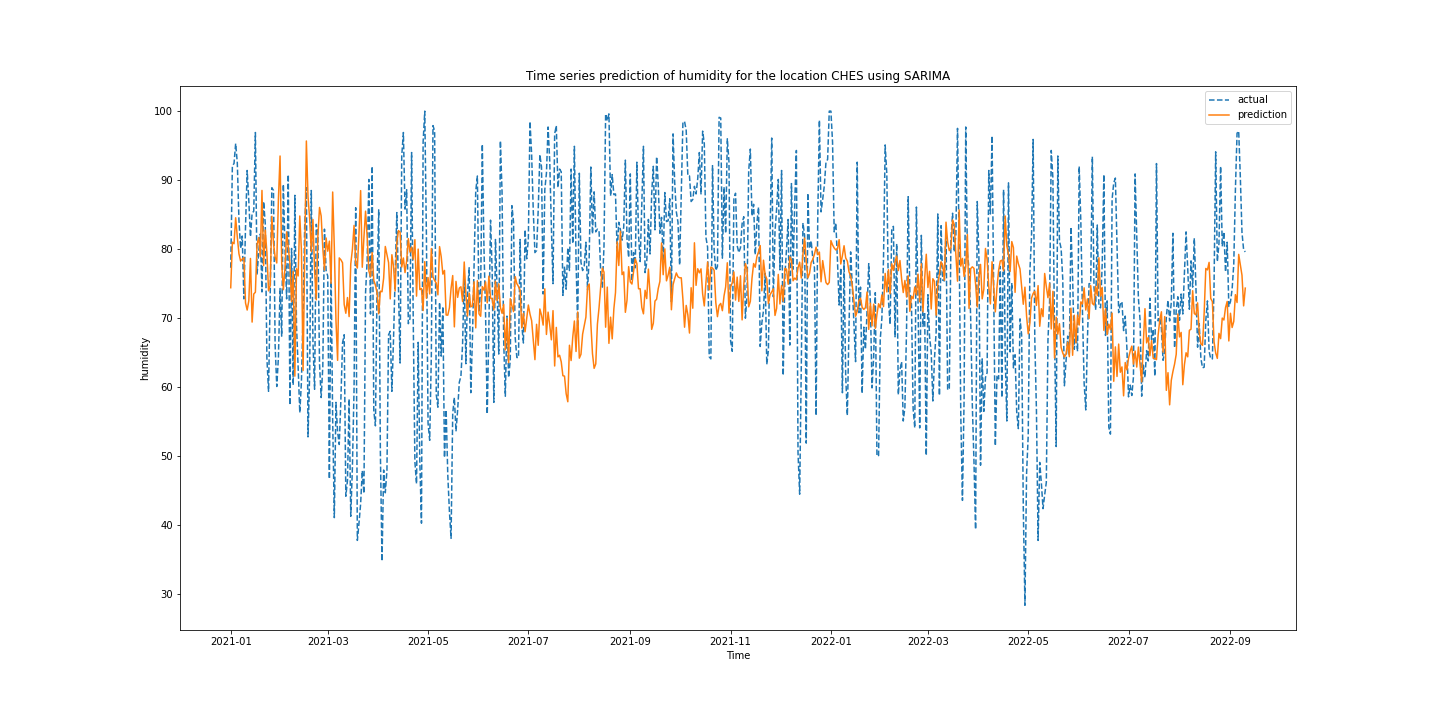 Time series prediction of humidity for the location CHES using SARIMA
actual
prediction
100
90
80
70
60
50
40
30
humidity
2021-01 2021-03 2021-05 2021-07 2021-09 2021-11 2022-01 2022-03 2022-05 2022-07 2022-09
Time